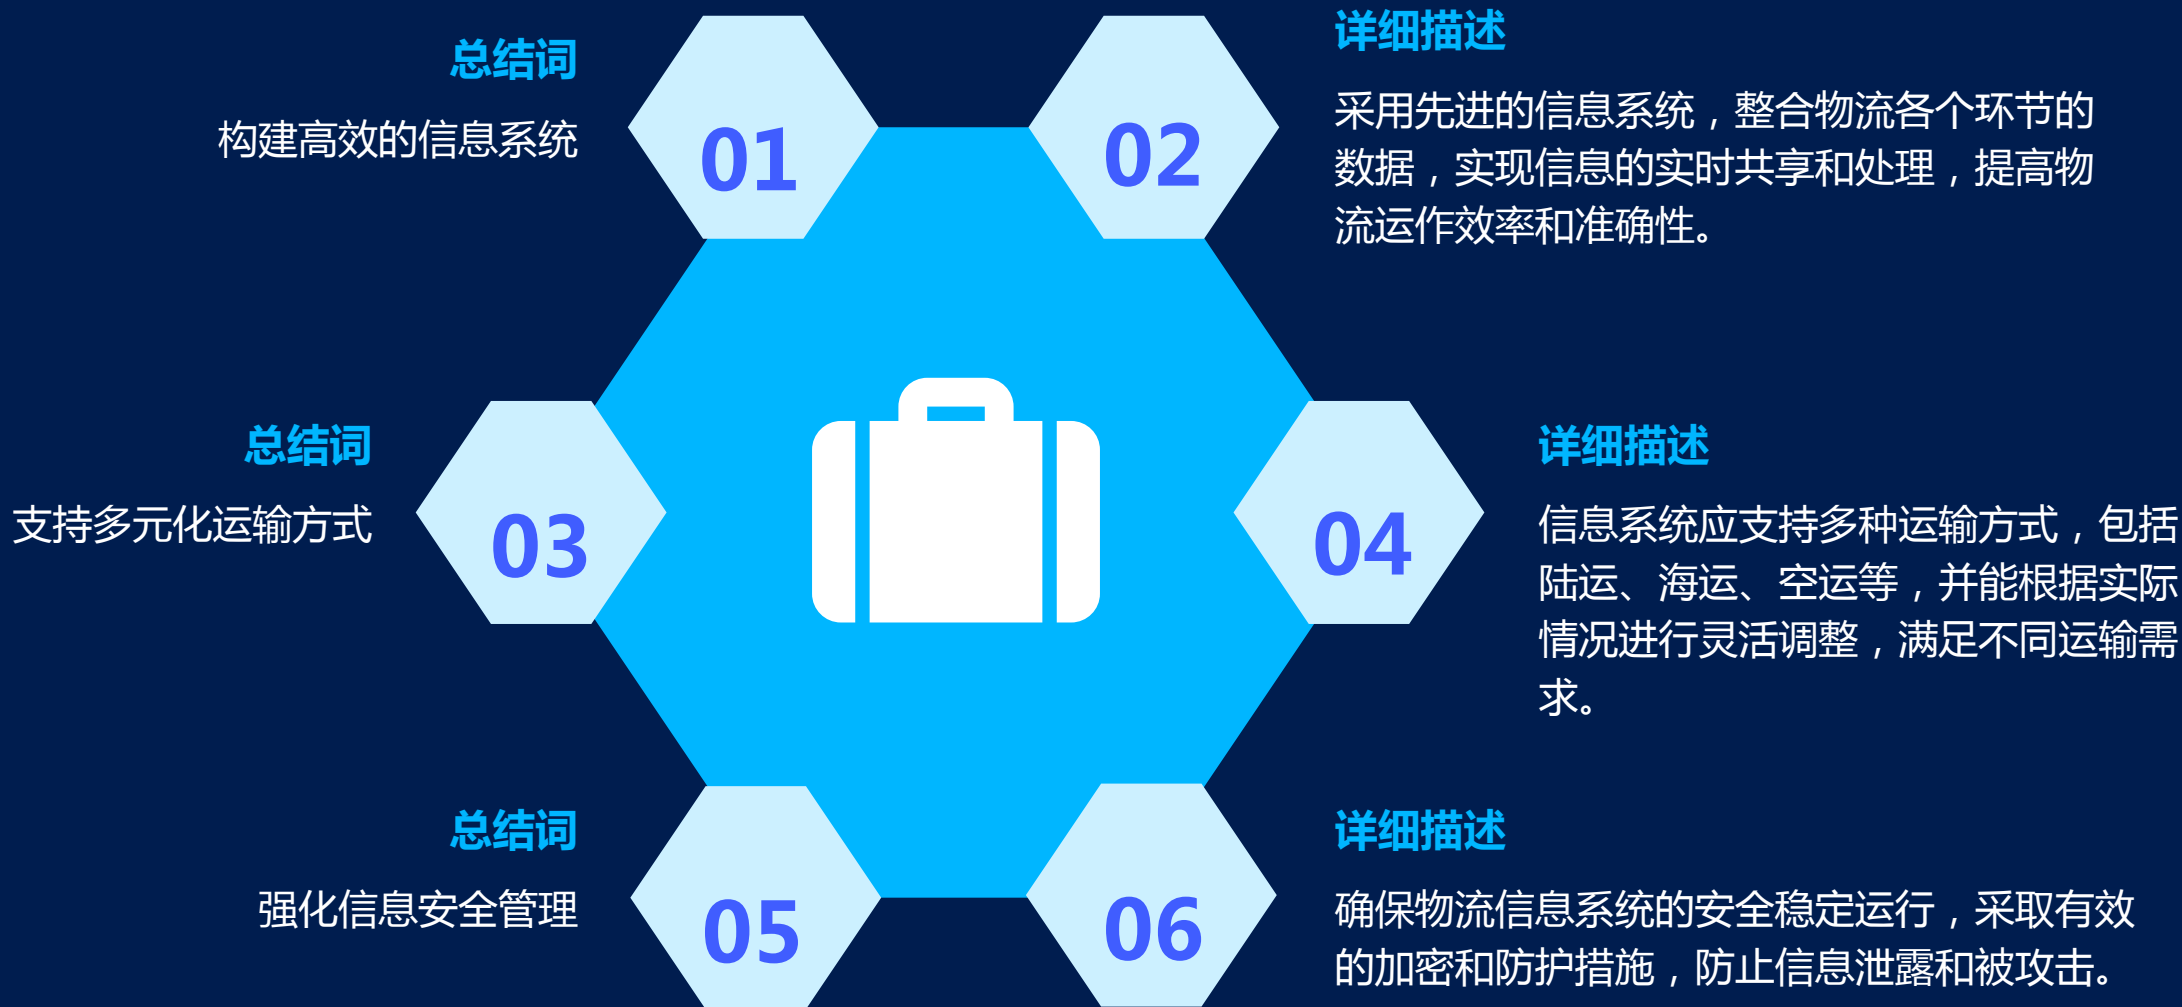 总结词
构建高效的信息系统
01
02
详细描述
采用先进的信息系统，整合物流各个环节的
数据，实现信息的实时共享和处理，提高物
流运作效率和准确性。
总结词
支持多元化运输方式
03
04
详细描述
信息系统应支持多种运输方式，包括
陆运、海运、空运等，并能根据实际
情况进行灵活调整，满足不同运输需
求。
总结词
强化信息安全管理
05
06
详细描述
确保物流信息系统的安全稳定运行，采取有效
的加密和防护措施，防止信息泄露和被攻击。